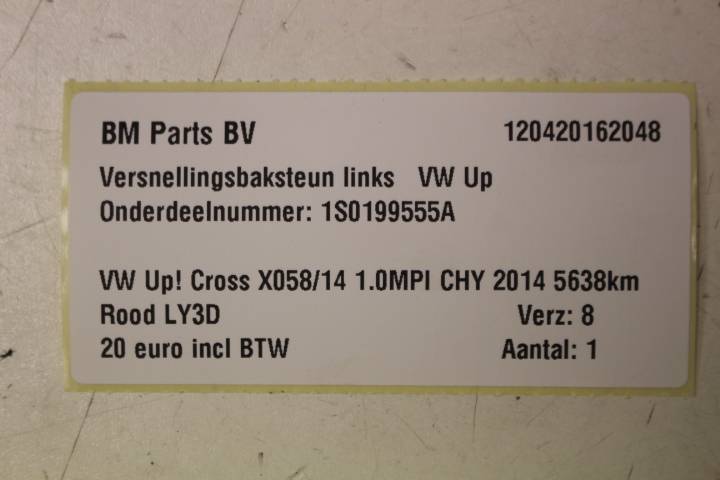 BM Parts BV 120420162048
Versnellingsbaksteun links VW Up
Onderdeelnummer: 1S0199555A
VW Up! Cross X058/14 1.0MPI CHY 2014 5638km
Rood LY3D Verz: 8
20 euro incl BTW Aantal: 1